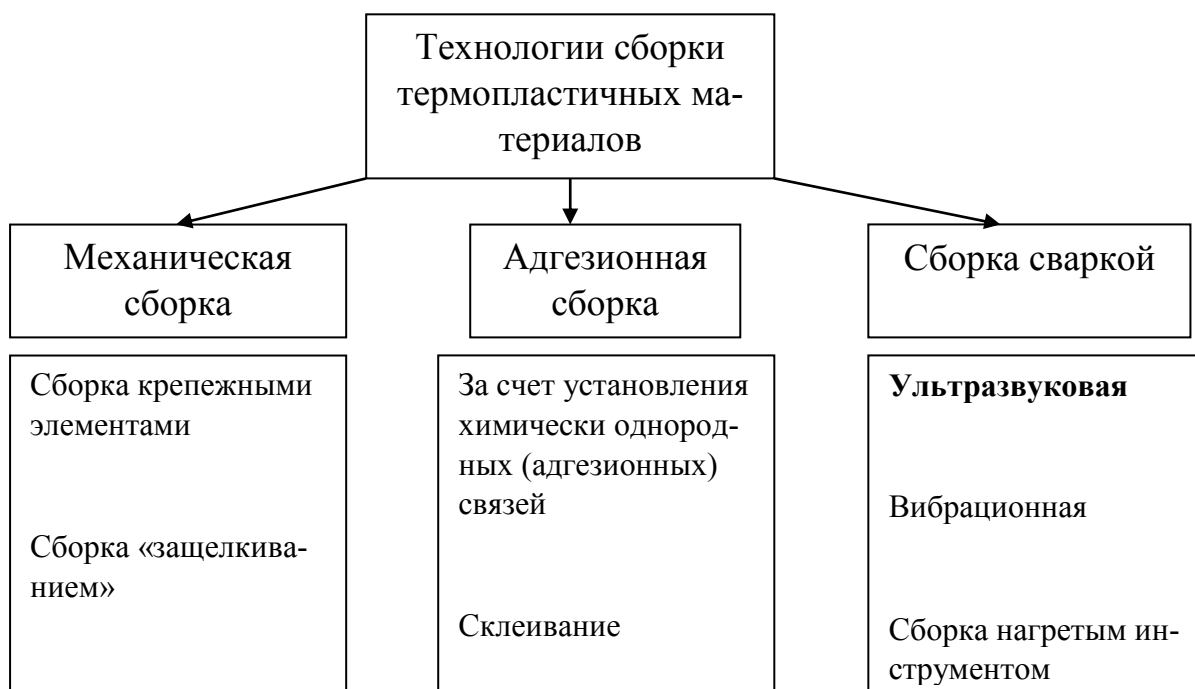 Технологии сборки
термопластичных ма-
териалов
Механическая
сборка
Адгезионная
сборка
Сборка сваркой
Сборка крепежными
элементами
Сборка «защелкива-
нием»
За счет установления
химически однород-
ных (адгезионных)
связей
Склеивание
Ультразвуковая
Вибрационная
Сборка нагретым ин-
струментом